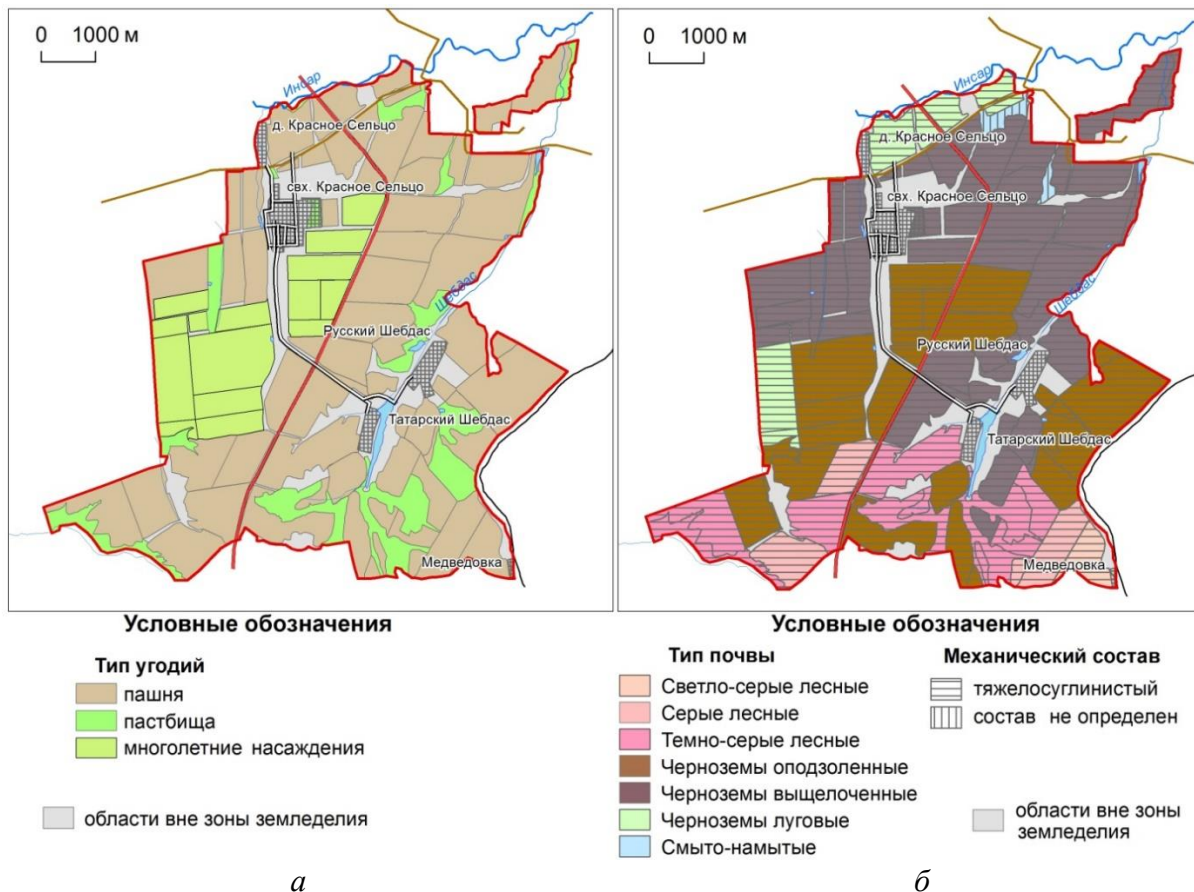 0 1000 м
Инсар
д. Красное Сельцо
свх. Красное Сельцо
Шебдас
Русский Шебдас
Татарский Шебдас
Медведовка
Условные обозначения
Тип угодий
пашня
пастбища
многолетние насаждения
области вне зоны земледелия
а
0 1000 м
Инсар
д. Красное Сельцо
свх. Красное Сельцо
Шебдас
Русский Шебдас
Татарский Шебдас
Медведовка
Условные обозначения
Тип почвы
Светло-серые лесные
Серые лесные
Темно-серые лесные
Черноземы оподзоленные
Черноземы выщелоченные
Черноземы луговые
Смыто-намытые
Механический состав
тяжелосуглинистый
состав не определен
области вне зоны
земледелия
б